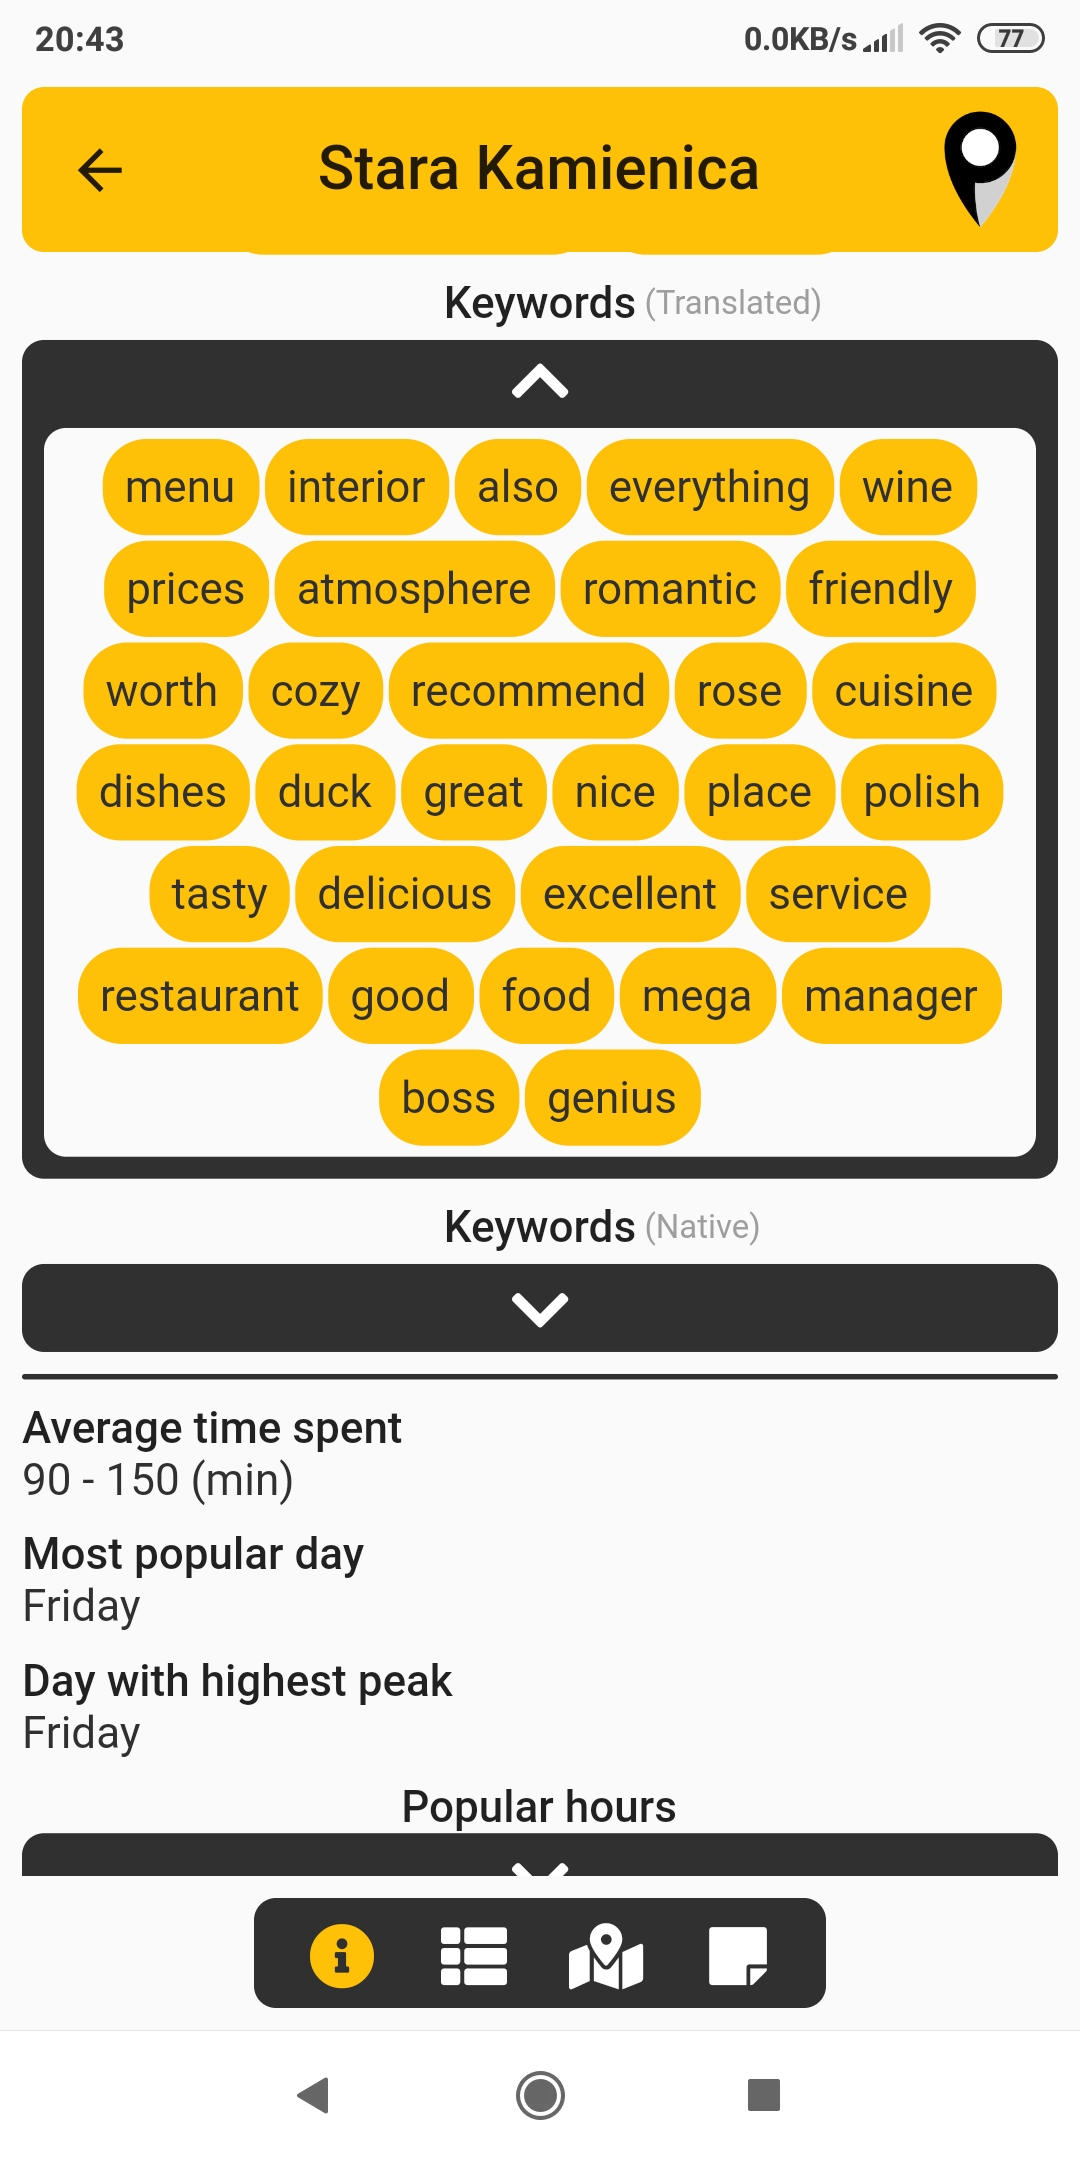 20:43 0.0KB/s 77
Stara Kamienica
Keywords (Translated)
menu interior also everything wine
prices atmosphere romantic friendly
worth cozy recommend rose cuisine
dishes duck great nice place polish
tasty delicious excellent service
restaurant good food mega manager
boss genius
Keywords (Native)
Average time spent
90 - 150 (min)
Most popular day
Friday
Day with highest peak
Friday
Popular hours